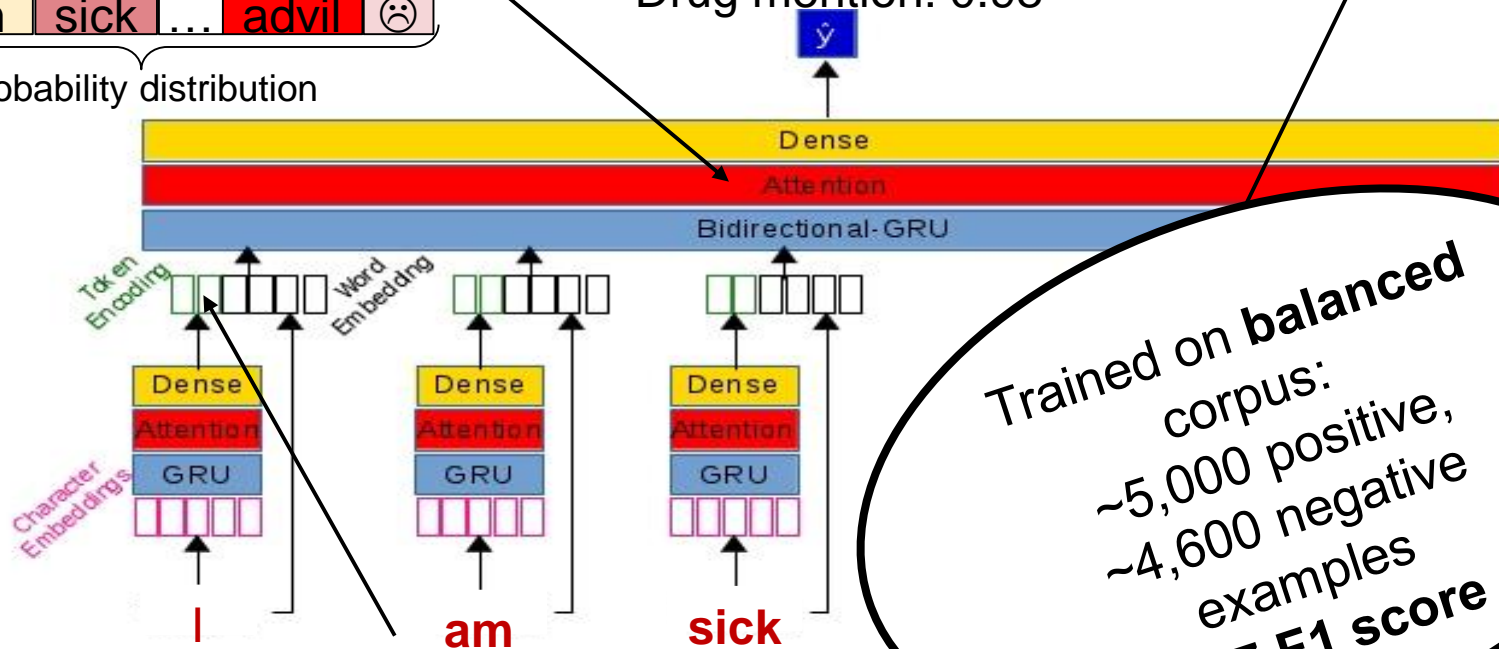 sick … advil ☹
Drug mention: 0.98
probability distribution
ŷ
Dense
Attention
Bidirectional-GRU
Token
Encoding
Word
Embeddng
Dense
Dense
Dense
Attention
Attention
Attention
GRU
GRU
GRU
Character
Embeddings
I
am
sick
Trained on balanced
corpus:
~5,000 positive,
~4,600 negative
examples
F1 score